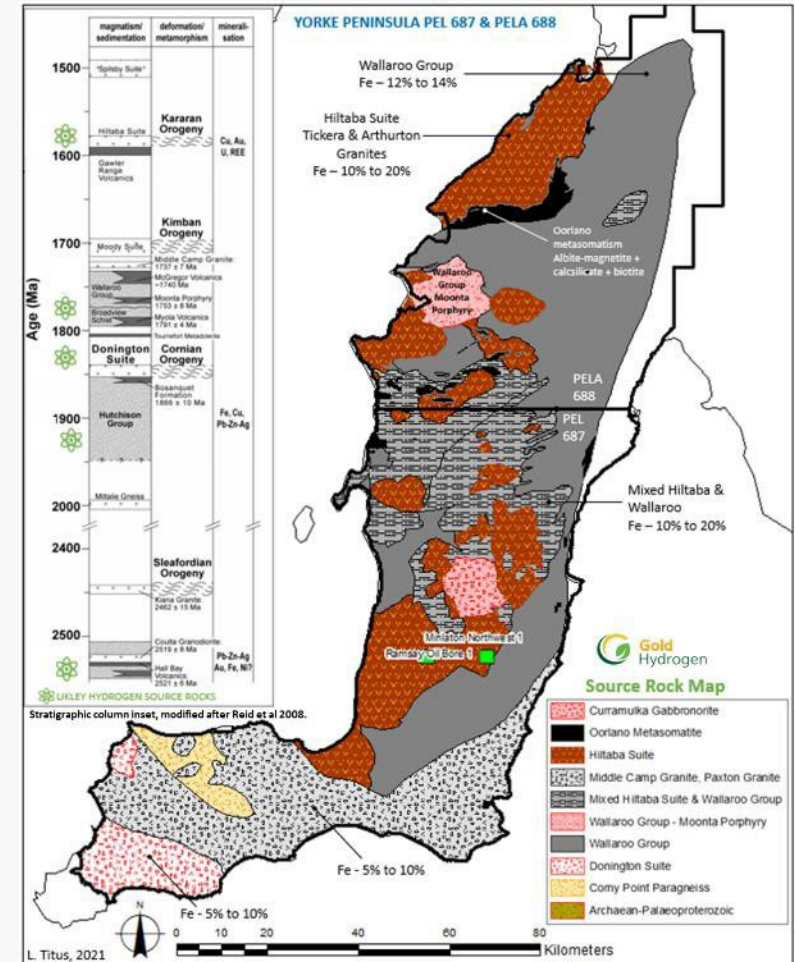 YORKE PENINSULA PEL 687 & PELA 688
magmatism/
sedimentation
deformation/
metamorphism
minerali-
sation
Age (Ma)
1500
1600
1700
1800
1900
2000
2400
2500
"Spilsby Suite"
Kararan
Orogeny
Hiltaba Suite
Cu, Au,
U, REE
Gawler
Range
Volcanics
Kimban
Orogeny
Moody Suite
Middle Camp Granite
1737 ± 7 Ma
McGregor Volcanics
~1740 Ma
Wallaroo
Group
Moonta Porphyry
1753 ± 8 Ma
Broadview
Schist
Myola Volcanics
1791 ± 4 Ma
Tournefort Metadolerite
Donington
Suite
Cornian
Orogeny
Bosanquet
Formation
1866 ± 10 Ma
Hutchison
Group
Fe, Cu,
Pb-Zn-Ag
Miltalie Gneiss
Sleafordian
Orogeny
Kiana Granite
2462 ± 15 Ma
Coulta Granodiorite
2519 ± 8 Ma
Pb-Zn-Ag
Au, Fe, Ni?
Hall Bay
Volcanics
2521 ± 6 Ma
LIKLEY HYDROGEN SOURCE ROCKS
Stratigraphic column inset, modified after Reid et al 2008.
Wallaroo Group
Fe – 12% to 14%
Hiltaba Suite
Tickera & Arthurton
Granites
Fe – 10% to 20%
Oorlano
metasomatism
Albite-magnetite +
calcsilicate + biotite
Wallaroo
Group
Moonta
Porphyry
PELA
688
PEL
687
Mixed Hiltaba &
Wallaroo
Fe – 10% to 20%
Minlaton Northwest 1
Ramsay Oil Bore 1
Fe - 5% to 10%
Fe - 5% to 10%
Gold
Hydrogen
Source Rock Map
Curramulka Gabbronorite
Oorlano Metasomatite
Hiltaba Suite
Middle Camp Granite, Paxton Granite
Mixed Hiltaba Suite & Wallaroo Group
Wallaroo Group - Moonta Porphyry
Wallaroo Group
Donington Suite
Corny Point Paragneiss
Archaean-Palaeoproterozoic
N
0 10 20 40 60 80
Kilometers
L. Titus, 2021